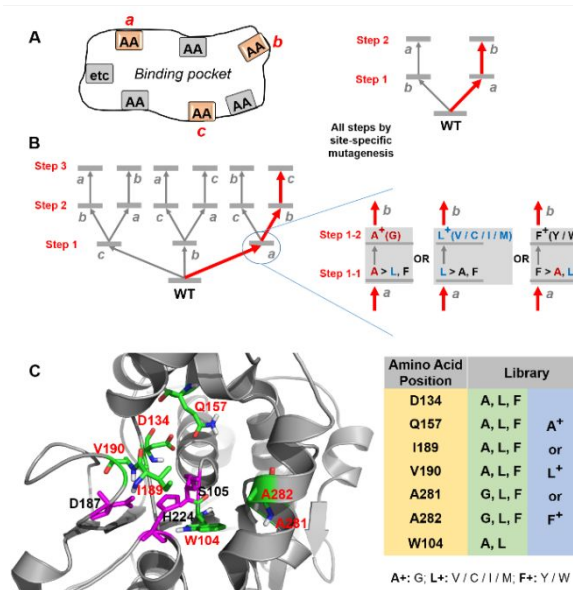 A
a
AA
AA
AA
b
etc
Binding pocket
AA
AA
AA
c
Step 2
a
b
Step 1
b
a
WT
All steps by
site-specific
mutagenesis
B
Step 3
a
b
a
c
b
c
Step 2
b
a
c
a
c
b
Step 1
c
b
a
WT
b
b
b
Step 1-2
A+(G)
OR
L+(V / C / I / M)
OR
F+(Y / W
Step 1-1
A > L, F
L > A, F
F > A, L
a
a
a
C
Q157
D134
V190
I189
S105
D187
H224
A282
A281
W104
Amino Acid Position Library
D134 A, L, F
Q157 A, L, F A+
I189 A, L, F or
V190 A, L, F L+
A281 G, L, F or
A282 G, L, F F+
W104 A, L
A+: G; L+: V / C / I / M; F+: Y / W